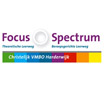 Focus Spectrum
Theoretische Leerweg Beroepsgerichte Leerweg
Christelijk VMBO Harderwijk